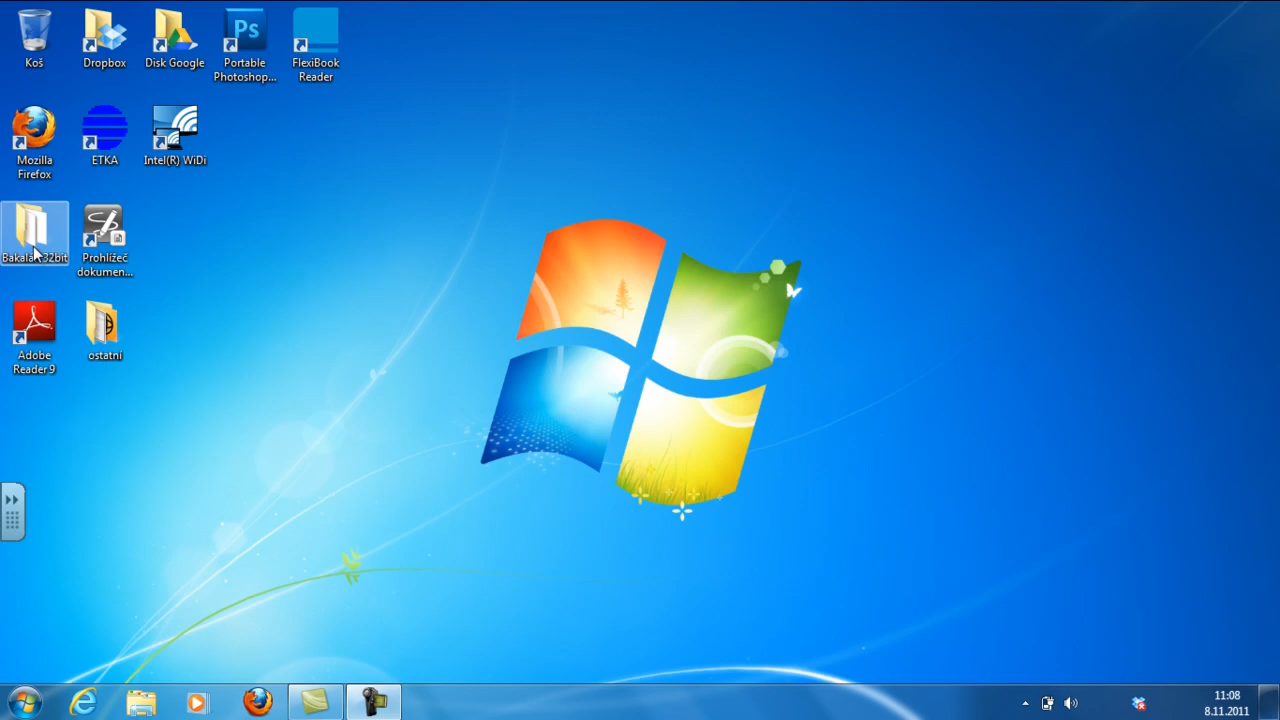 Koš
Dropbox
Disk Google
Ps
Portable
Photoshop...
FlexiBook
Reader
Mozilla
Firefox
ETKA
Intel(R) WiDi
32bit
Prohlížeč
dokumen...
Adobe
Reader 9
ostatní
11:08
8.11.2011